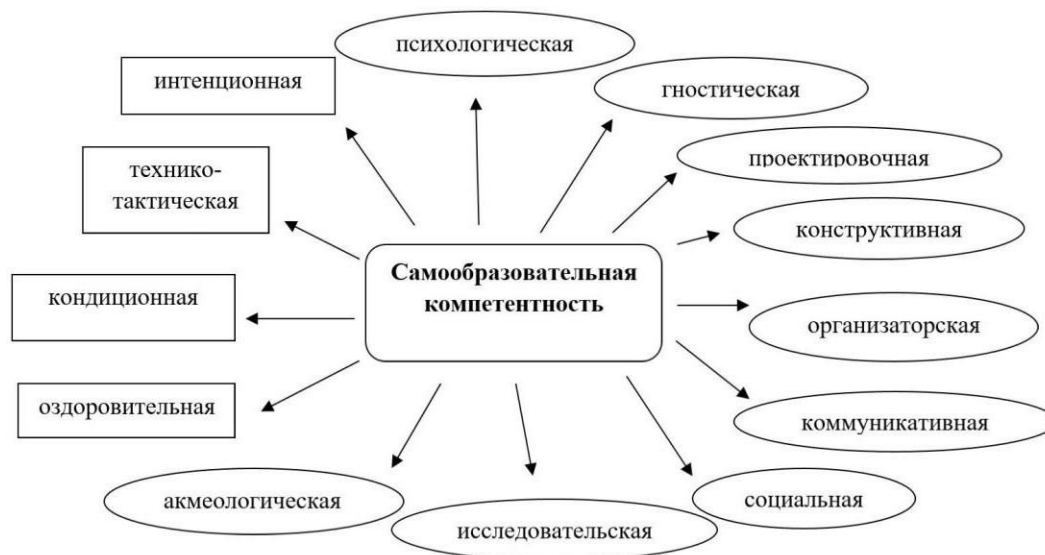 психологическая
интенционная
гностическая
проектировочная
технико-
тактическая
конструктивная
Самообразовательная
компетентность
кондиционная
организаторская
оздоровительная
коммуникативная
акмеологическая
социальная
исследовательская